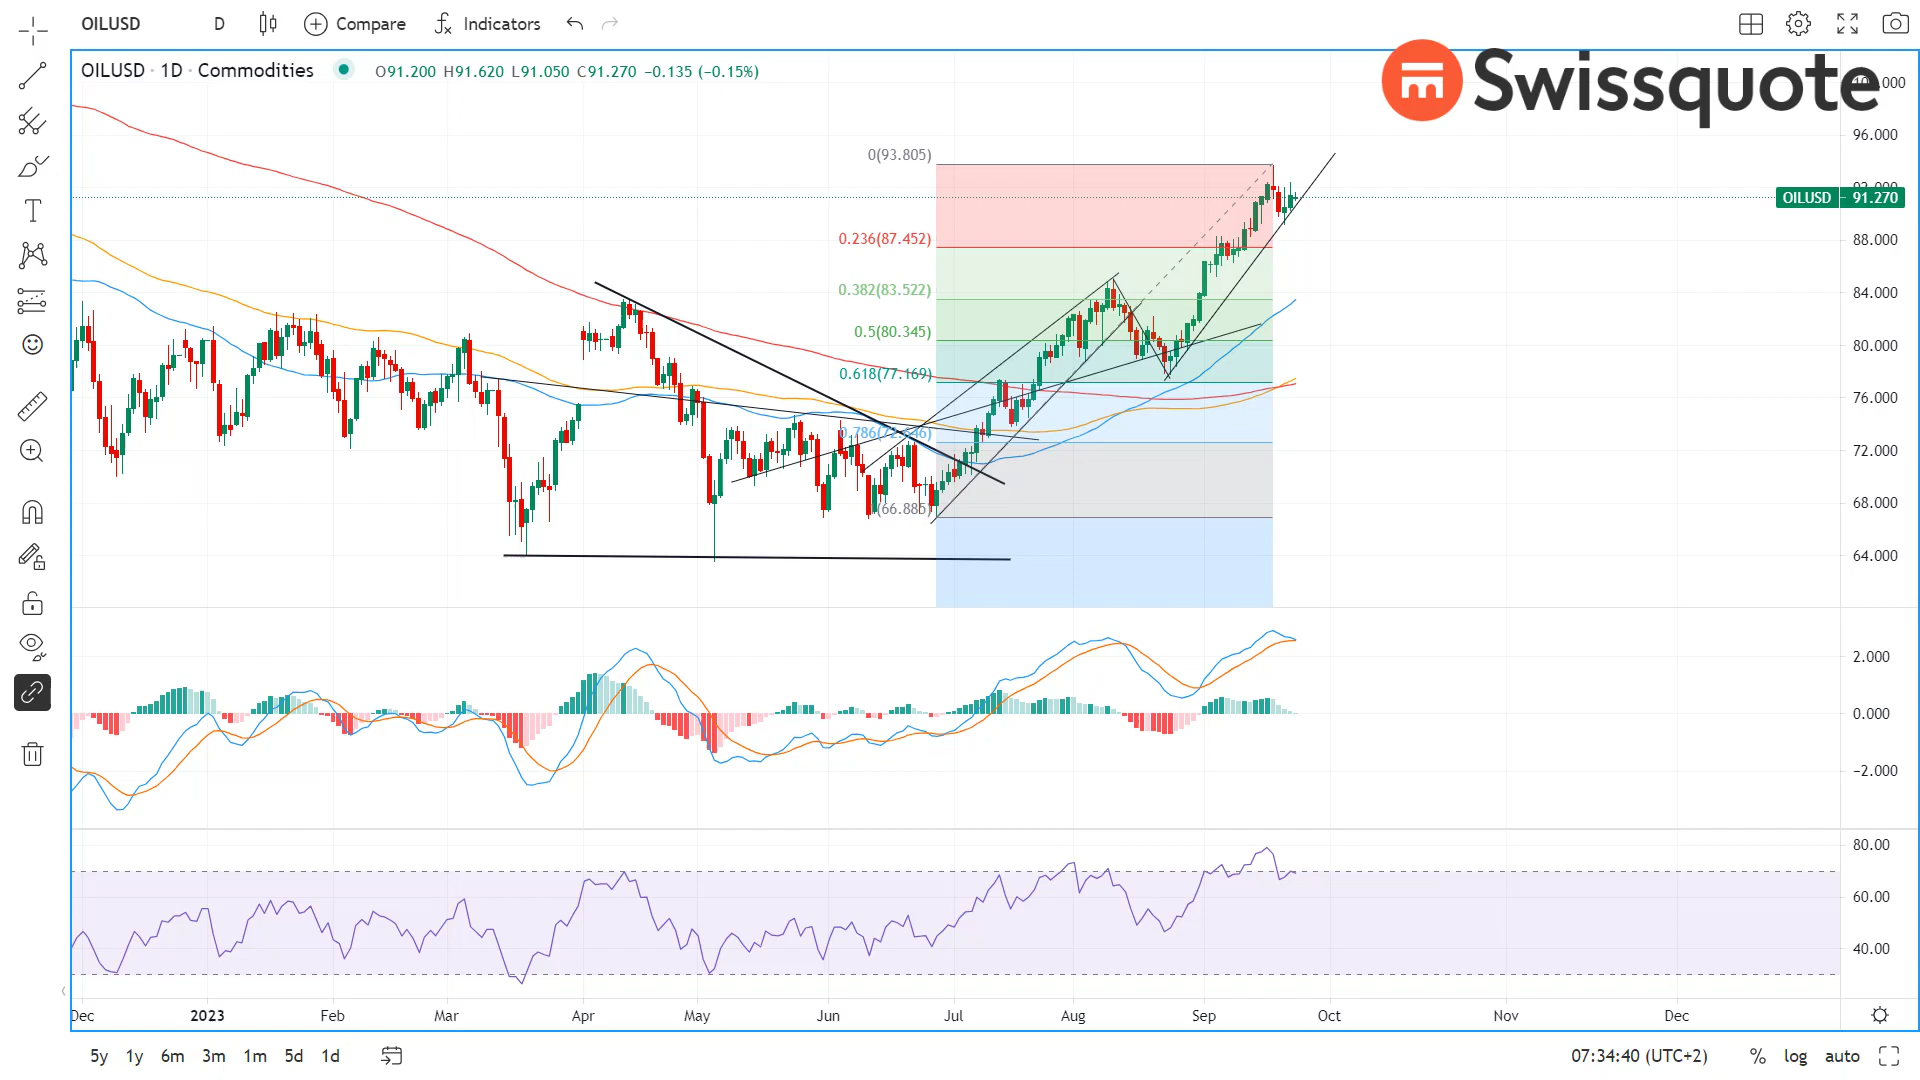 OILUSD D Compare Indicators
OILUSD · 1D · Commodities O91.200 H91.620 L91.050 C91.270 −0.135 (−0.15%)
Swissquote
96.000
0(93.805)
OILUSD 91.270
0.236(87.452)
88.000
0.382(83.522)
84.000
0.5(80.345)
80.000
0.618(77.169)
76.000
72.000
(66.885)
68.000
64.000
2.000
0.000
−2.000
80.00
60.00
40.00
Dec 2023 Feb Mar Apr May Jun Jul Aug Sep Oct Nov Dec
5y 1y 6m 3m 1m 5d 1d
07:34:40 (UTC+2) % log auto